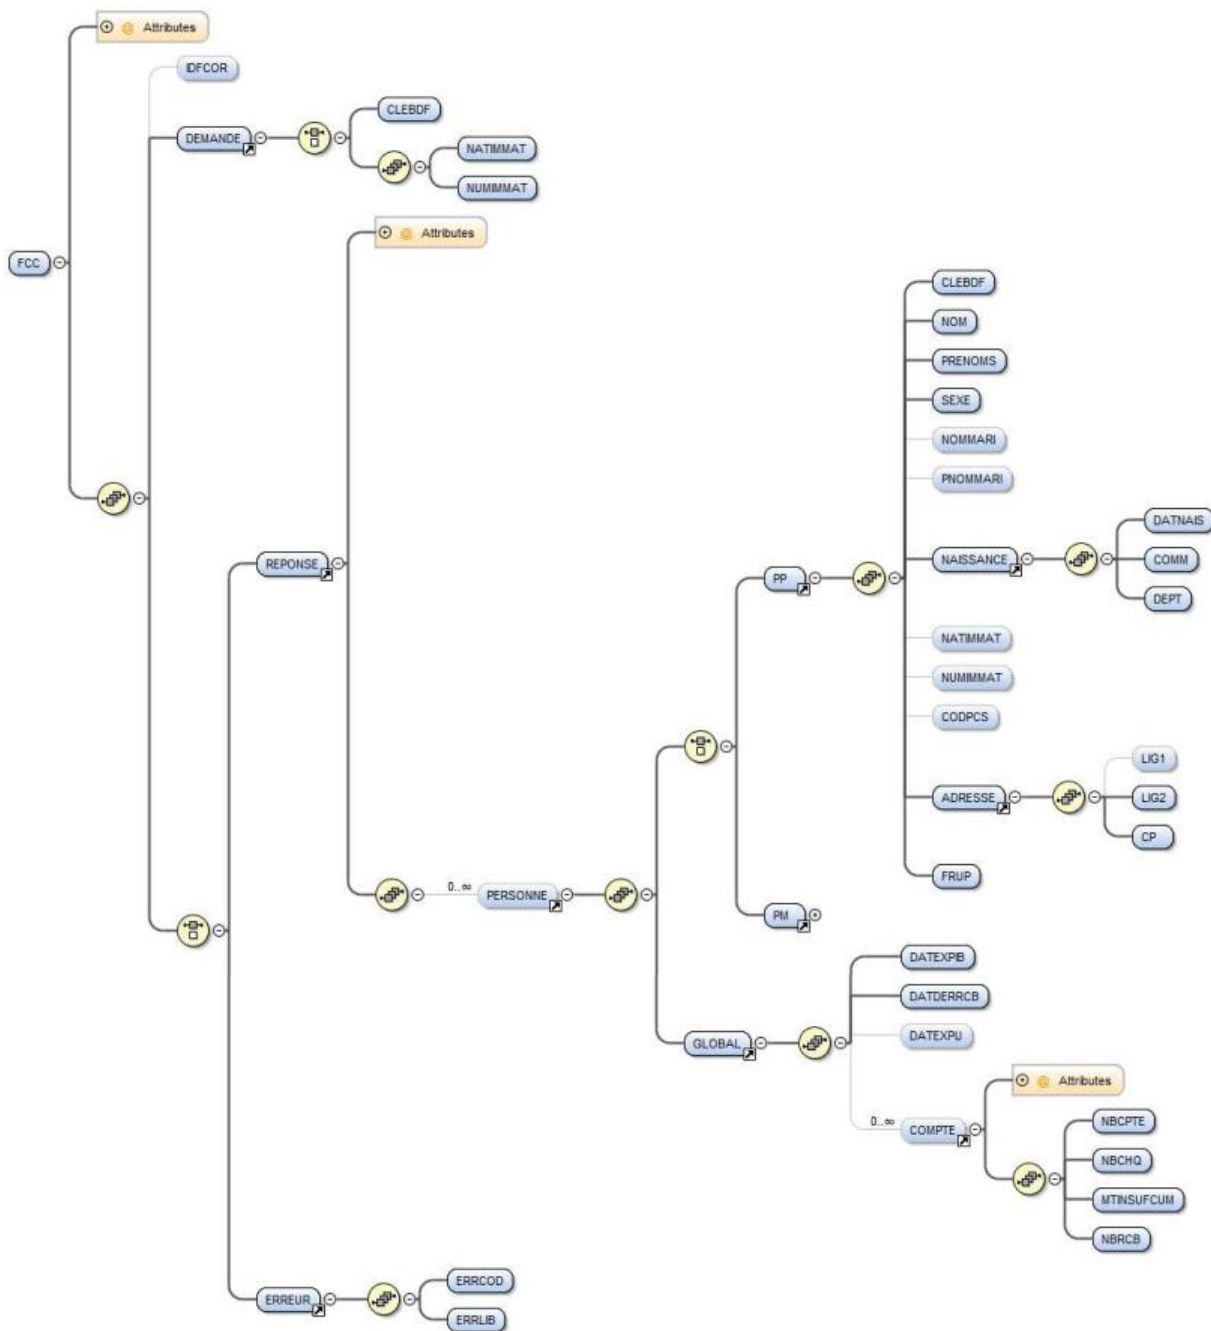 Attributes
IDFCOR
CLEBDF
DEMANDE
NATIMMAT
NUMIMMAT
Attributes
FCC
CLEBDF
NOM
PRENOMS
SEXE
NOMMARI
PNOMMARI
DATNAIS
REPONSE
NAISSANCE
COMM
PP
DEPT
NATIMMAT
NUMIMMAT
CODPCS
LIG1
ADRESSE
LIG2
CP
FRUP
0..∞
PERSONNE
PM
DATEXPIB
DATDERRCB
DATEXPIJ
GLOBAL
Attributes
0..∞
COMPTE
NBCPTE
NBCHQ
MTINSUFCUM
NBRCB
ERRCOD
ERREUR
ERRLIB